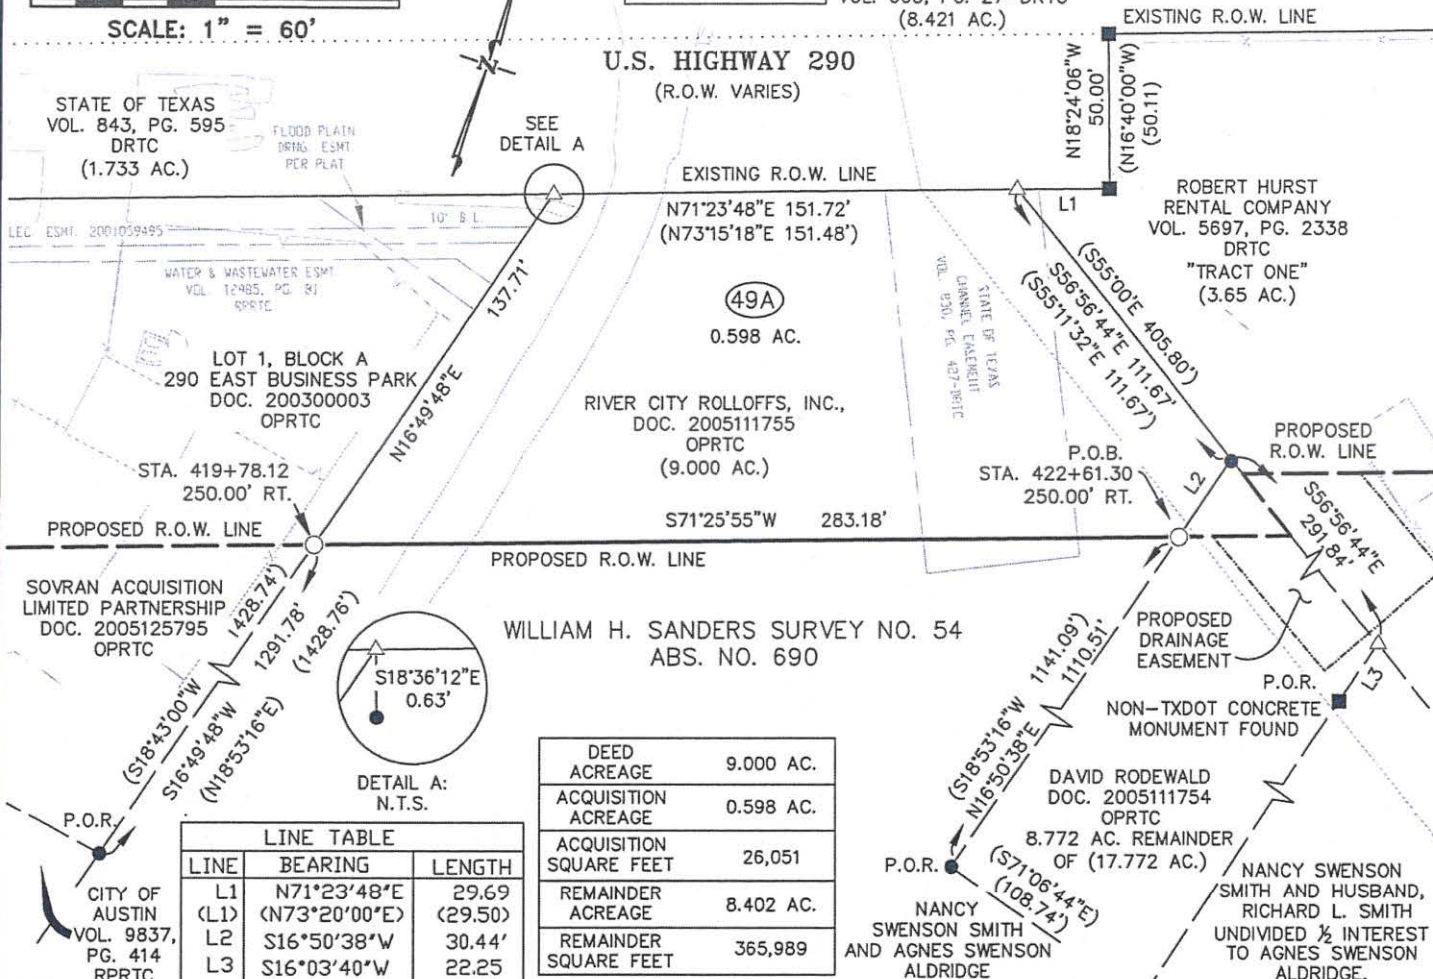 SCALE: 1" = 60'
(8.421 AC.)
EXISTING R.O.W. LINE
U.S. HIGHWAY 290
(R.O.W. VARIES)
N
N18°24'06"W
50.00'
(N16°40'00"W)
(50.11)
STATE OF TEXAS
VOL. 843, PG. 595
DRTC
(1.733 AC.)
FLOOD PLAIN
DRNG. ESMT
PER PLAT
SEE
DETAIL A
EXISTING R.O.W. LINE
N71°23'48"E 151.72'
(N73°15'18"E 151.48')
L1
ROBERT HURST
RENTAL COMPANY
VOL. 5697, PG. 2338
DRTC
"TRACT ONE"
(3.65 AC.)
10' B.L.
LEC ESMT. 2001059495
WATER & WASTEWATER ESMT
VOL. 12985, PG. 81
RPRTC
137.71'
N16°49'48"E
49A
0.598 AC.
STATE OF TEXAS
CHANNEL EASEMENT
VOL. 830, PG. 427-DRTC
(S55°00'E 405.80')
S56°56'44"E 111.67'
(S55°11'32"E 111.67')
LOT 1, BLOCK A
290 EAST BUSINESS PARK
DOC. 200300003
OPRTC
RIVER CITY ROLLOFFS, INC.,
DOC. 2005111755
OPRTC
(9.000 AC.)
STA. 419+78.12
250.00' RT.
P.O.B.
STA. 422+61.30
250.00' RT.
L2
PROPOSED
R.O.W. LINE
PROPOSED R.O.W. LINE
S71°25'55"W 283.18'
PROPOSED R.O.W. LINE
S56°56'44"E
291.84'
SOVRAN ACQUISITION
LIMITED PARTNERSHIP
DOC. 2005125795
OPRTC
(S18°43'00"W 1428.74')
S16°49'48"W 1291.78'
(N18°53'16"E) (1428.76')
S18°36'12"E
0.63'
DETAIL A:
N.T.S.
WILLIAM H. SANDERS SURVEY NO. 54
ABS. NO. 690
(S18°53'16"W 1141.09')
N16°50'38"E 1110.51'
PROPOSED
DRAINAGE
EASEMENT
P.O.R.
L3
NON-TXDOT CONCRETE
MONUMENT FOUND
P.O.R.
CITY OF
AUSTIN
VOL. 9837,
PG. 414
RPRTC
LINE TABLE
LINE BEARING LENGTH
L1 N71°23'48"E 29.69
(L1) (N73°20'00"E) (29.50)
L2 S16°50'38"W 30.44'
L3 S16°03'40"W 22.25
DEED
ACREAGE 9.000 AC.
ACQUISITION
ACREAGE 0.598 AC.
ACQUISITION
SQUARE FEET 26,051
REMAINDER
ACREAGE 8.402 AC.
REMAINDER
SQUARE FEET 365,989
P.O.R.
(S71°06'44"E)
(108.74')
NANCY
SWENSON SMITH
AND AGNES SWENSON
ALDRIDGE
DAVID RODEWALD
DOC. 2005111754
OPRTC
8.772 AC. REMAINDER
OF (17.772 AC.)
NANCY SWENSON
SMITH AND HUSBAND,
RICHARD L. SMITH
UNDIVIDED ½ INTEREST
TO AGNES SWENSON
ALDRIDGE,